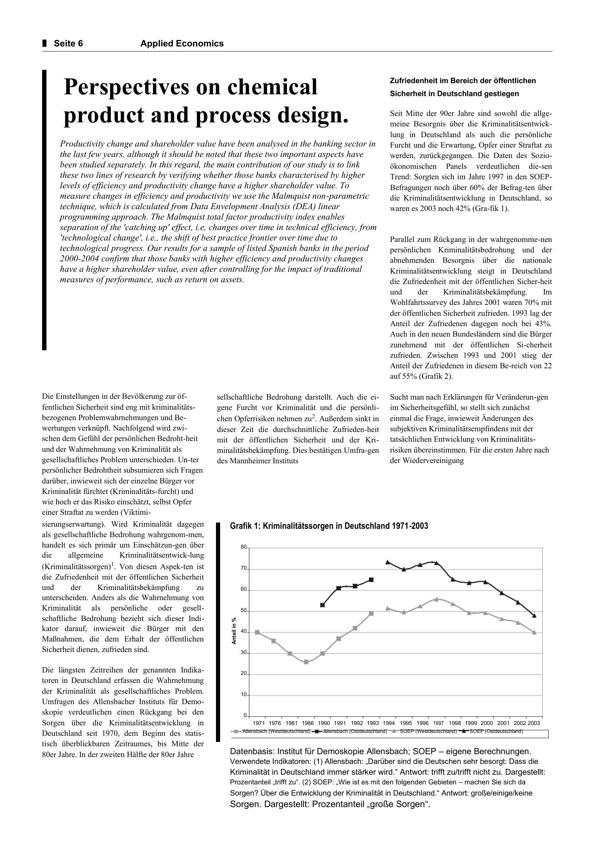 Seite 6 Applied Economics
Perspectives on chemical
product and process design.
Productivity change and shareholder value have been analysed in the banking sector in
the last few years, although it should be noted that these two important aspects have
been studied separately. In this regard, the main contribution of our study is to link
these two lines of research by verifying whether those banks characterised by higher
levels of efficiency and productivity change have a higher shareholder value. To
measure changes in efficiency and productivity we use the Malmquist non-parametric
technique, which is calculated from Data Envelopment Analysis (DEA) linear
programming approach. The Malmquist total factor productivity index enables
separation of the 'catching up' effect, i.e, changes over time in technical efficiency, from
'technological change', i.e., the shift of best practice frontier over time due to
technological progress. Our results for a sample of listed Spanish banks in the period
2000-2004 confirm that those banks with higher efficiency and productivity changes
have a higher shareholder value, even after controlling for the impact of traditional
measures of performance, such as return on assets.
Zufriedenheit im Bereich der öffentlichen
Sicherheit in Deutschland gestiegen
Seit Mitte der 90er Jahre sind sowohl die allge-
meine Besorgnis über die Kriminalitätsentwick-
lung in Deutschland als auch die persönliche
Furcht und die Erwartung, Opfer einer Straftat zu
werden, zurückgegangen. Die Daten des Sozio-
ökonomischen Panels verdeutlichen die-sen
Trend: Sorgten sich im Jahre 1997 in den SOEP-
Befragungen noch über 60% der Befrag-ten über
die Kriminalitätsentwicklung in Deutschland, so
waren es 2003 noch 42% (Gra-fik 1).
Parallel zum Rückgang in der wahrgenomme-nen
persönlichen Kriminalitätsbedrohung und der
abnehmenden Besorgnis über die nationale
Kriminalitätsentwicklung steigt in Deutschland
die Zufriedenheit mit der öffentlichen Sicher-heit
und der Kriminalitätsbekämpfung. Im
Wohlfahrtssurvey des Jahres 2001 waren 70% mit
der öffentlichen Sicherheit zufrieden. 1993 lag der
Anteil der Zufriedenen dagegen noch bei 43%.
Auch in den neuen Bundesländern sind die Bürger
zunehmend mit der öffentlichen Si-cherheit
zufrieden. Zwischen 1993 und 2001 stieg der
Anteil der Zufriedenen in diesem Be-reich von 22
auf 55% (Grafik 2).
Die Einstellungen in der Bevölkerung zur öf-
fentlichen Sicherheit sind eng mit kriminalitäts-
bezogenen Problemwahrnehmungen und Be-
wertungen verknüpft. Nachfolgend wird zwi-
schen dem Gefühl der persönlichen Bedroht-heit
und der Wahrnehmung von Kriminalität als
gesellschaftliches Problem unterschieden. Un-ter
persönlicher Bedrohtheit subsumieren sich Fragen
darüber, inwieweit sich der einzelne Bürger vor
Kriminalität fürchtet (Kriminalitäts-furcht) und
wie hoch er das Risiko einschätzt, selbst Opfer
einer Straftat zu werden (Viktimi-
sierungserwartung). Wird Kriminalität dagegen
als gesellschaftliche Bedrohung wahrgenom-men,
handelt es sich primär um Einschätzun-gen über
die allgemeine Kriminalitätsentwick-lung
(Kriminalitätssorgen)1. Von diesen Aspek-ten ist
die Zufriedenheit mit der öffentlichen Sicherheit
und der Kriminalitätsbekämpfung zu
unterscheiden. Anders als die Wahrnehmung von
Kriminalität als persönliche oder gesell-
schaftliche Bedrohung bezieht sich dieser Indi-
kator darauf, inwieweit die Bürger mit den
Maßnahmen, die dem Erhalt der öffentlichen
Sicherheit dienen, zufrieden sind.
Die längsten Zeitreihen der genannten Indika-
toren in Deutschland erfassen die Wahrnehmung
der Kriminalität als gesellschaftliches Problem.
Umfragen des Allensbacher Instituts für Demo-
skopie verdeutlichen einen Rückgang bei den
Sorgen über die Kriminalitätsentwicklung in
Deutschland seit 1970, dem Beginn des statis-
tisch überblickbaren Zeitraumes, bis Mitte der
80er Jahre. In der zweiten Hälfte der 80er Jahre
sellschaftliche Bedrohung darstellt. Auch die ei-
gene Furcht vor Kriminalität und die persönli-
chen Opferrisiken nehmen zu2. Außerdem sinkt in
dieser Zeit die durchschnittliche Zufrieden-heit
mit der öffentlichen Sicherheit und der Kri-
minalitätsbekämpfung. Dies bestätigen Umfra-gen
des Mannheimer Instituts
Sucht man nach Erklärungen für Veränderun-gen
im Sicherheitsgefühl, so stellt sich zunächst
einmal die Frage, inwieweit Änderungen des
subjektiven Kriminalitätsempfindens mit der
tatsächlichen Entwicklung von Kriminalitäts-
risiken übereinstimmen. Für die ersten Jahre nach
der Wiedervereinigung
Grafik 1: Kriminalitätssorgen in Deutschland 1971-2003
Anteil in %
80
70
60
50
40
30
20
10
0
1971 1976 1981 1986 1990 1991 1992 1993 1994 1995 1996 1997 1998 1999 2000 2001 2002 2003
Allensbach (Westdeutschland) Allensbach (Ostdeutschland) SOEP (Westdeutschland) SOEP (Ostdeutschland)
Datenbasis: Institut für Demoskopie Allensbach; SOEP – eigene Berechnungen.
Verwendete Indikatoren: (1) Allensbach: „Darüber sind die Deutschen sehr besorgt: Dass die
Kriminalität in Deutschland immer stärker wird.“ Antwort: trifft zu/trifft nicht zu. Dargestellt:
Prozentanteil „trifft zu“. (2) SOEP: „Wie ist es mit den folgenden Gebieten – machen Sie sich da
Sorgen? Über die Entwicklung der Kriminalität in Deutschland.“ Antwort: große/einige/keine
Sorgen. Dargestellt: Prozentanteil „große Sorgen“.